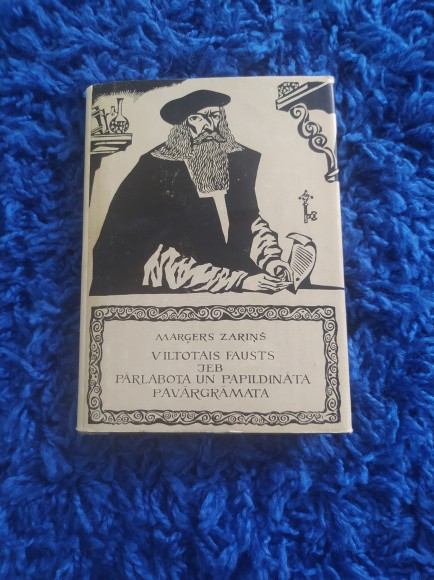 MARĢERS ZARIŅŠ
VILTOTAIS FAUSTS
JEB
PĀRLABOTA UN PAPILDINĀTA
PAVĀRGRĀMATA